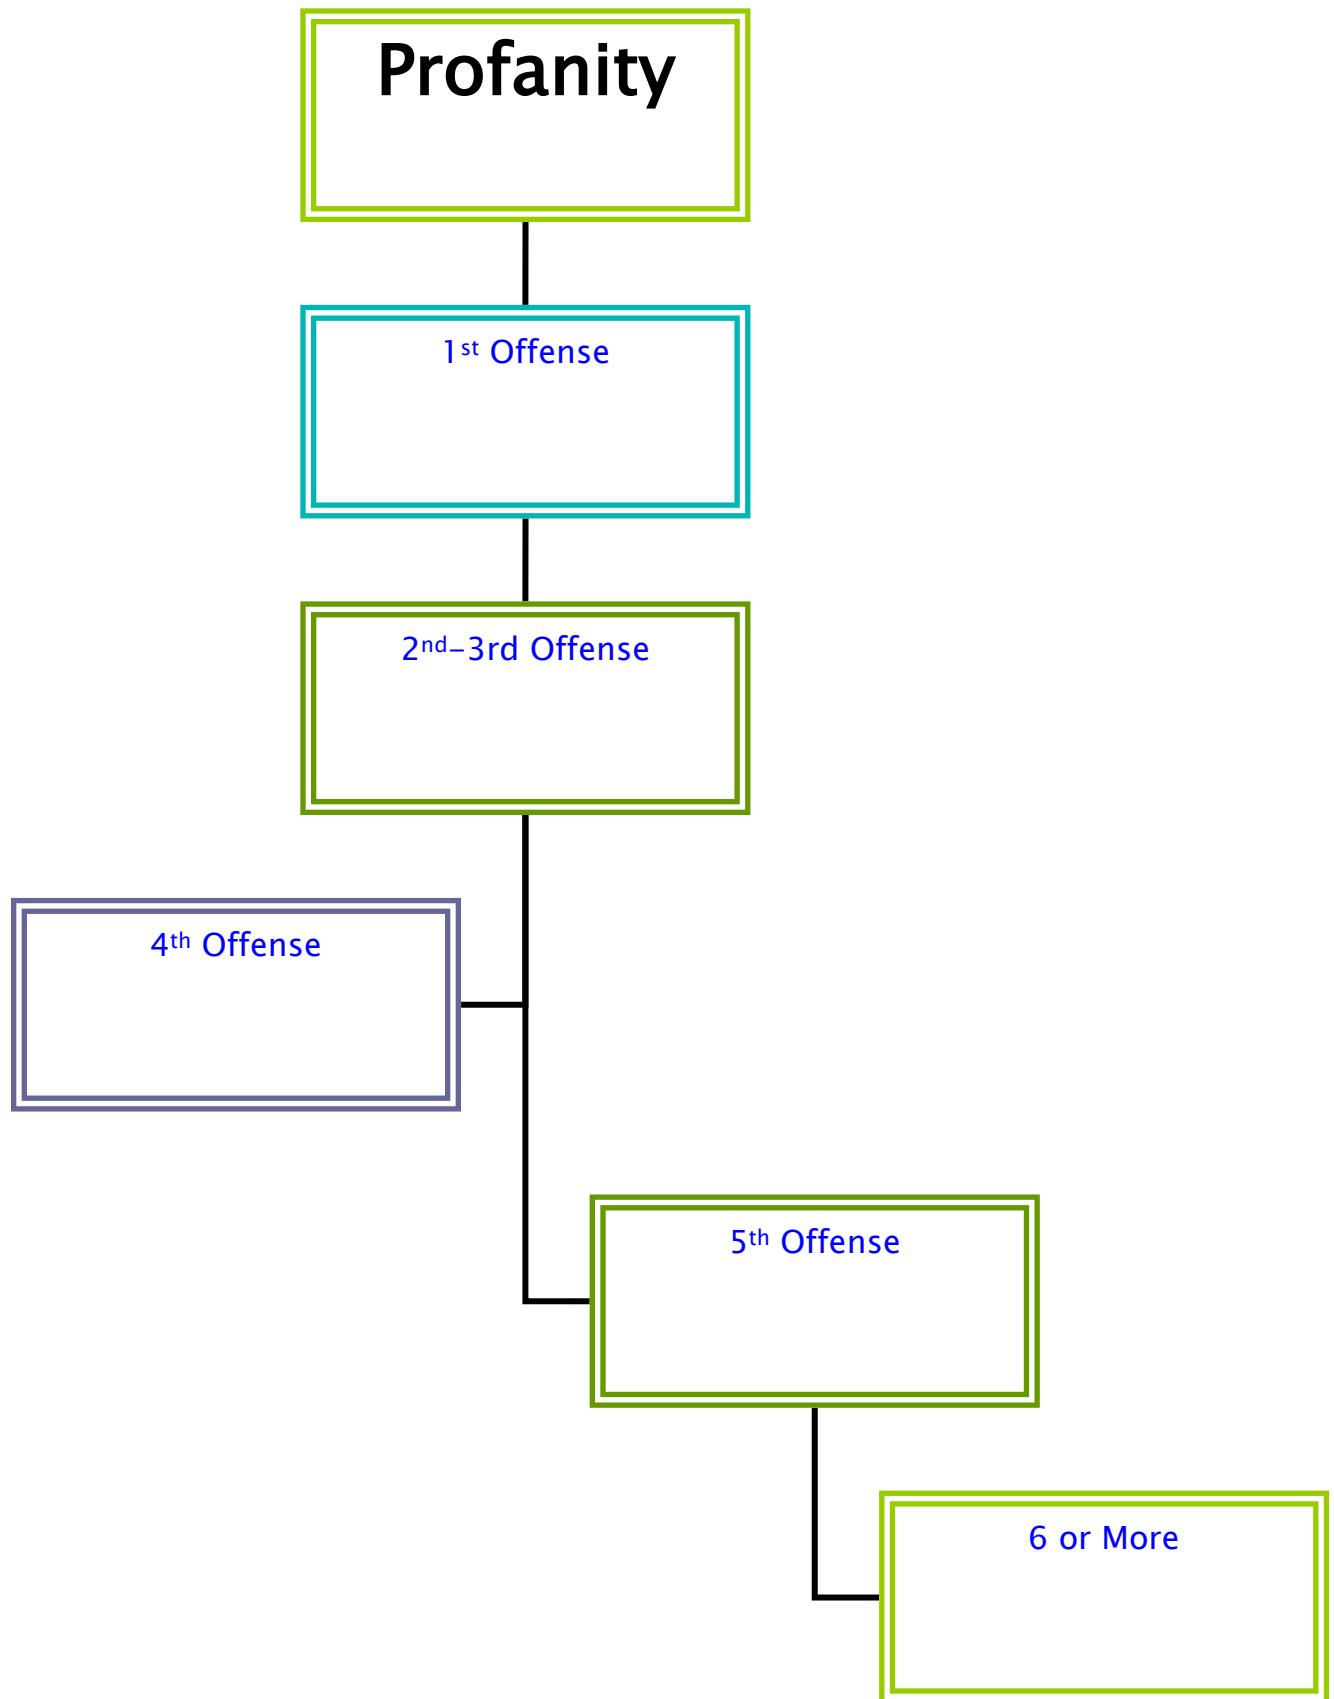 Profanity
1st Offense
2nd–3rd Offense
4th Offense
5th Offense
6 or More